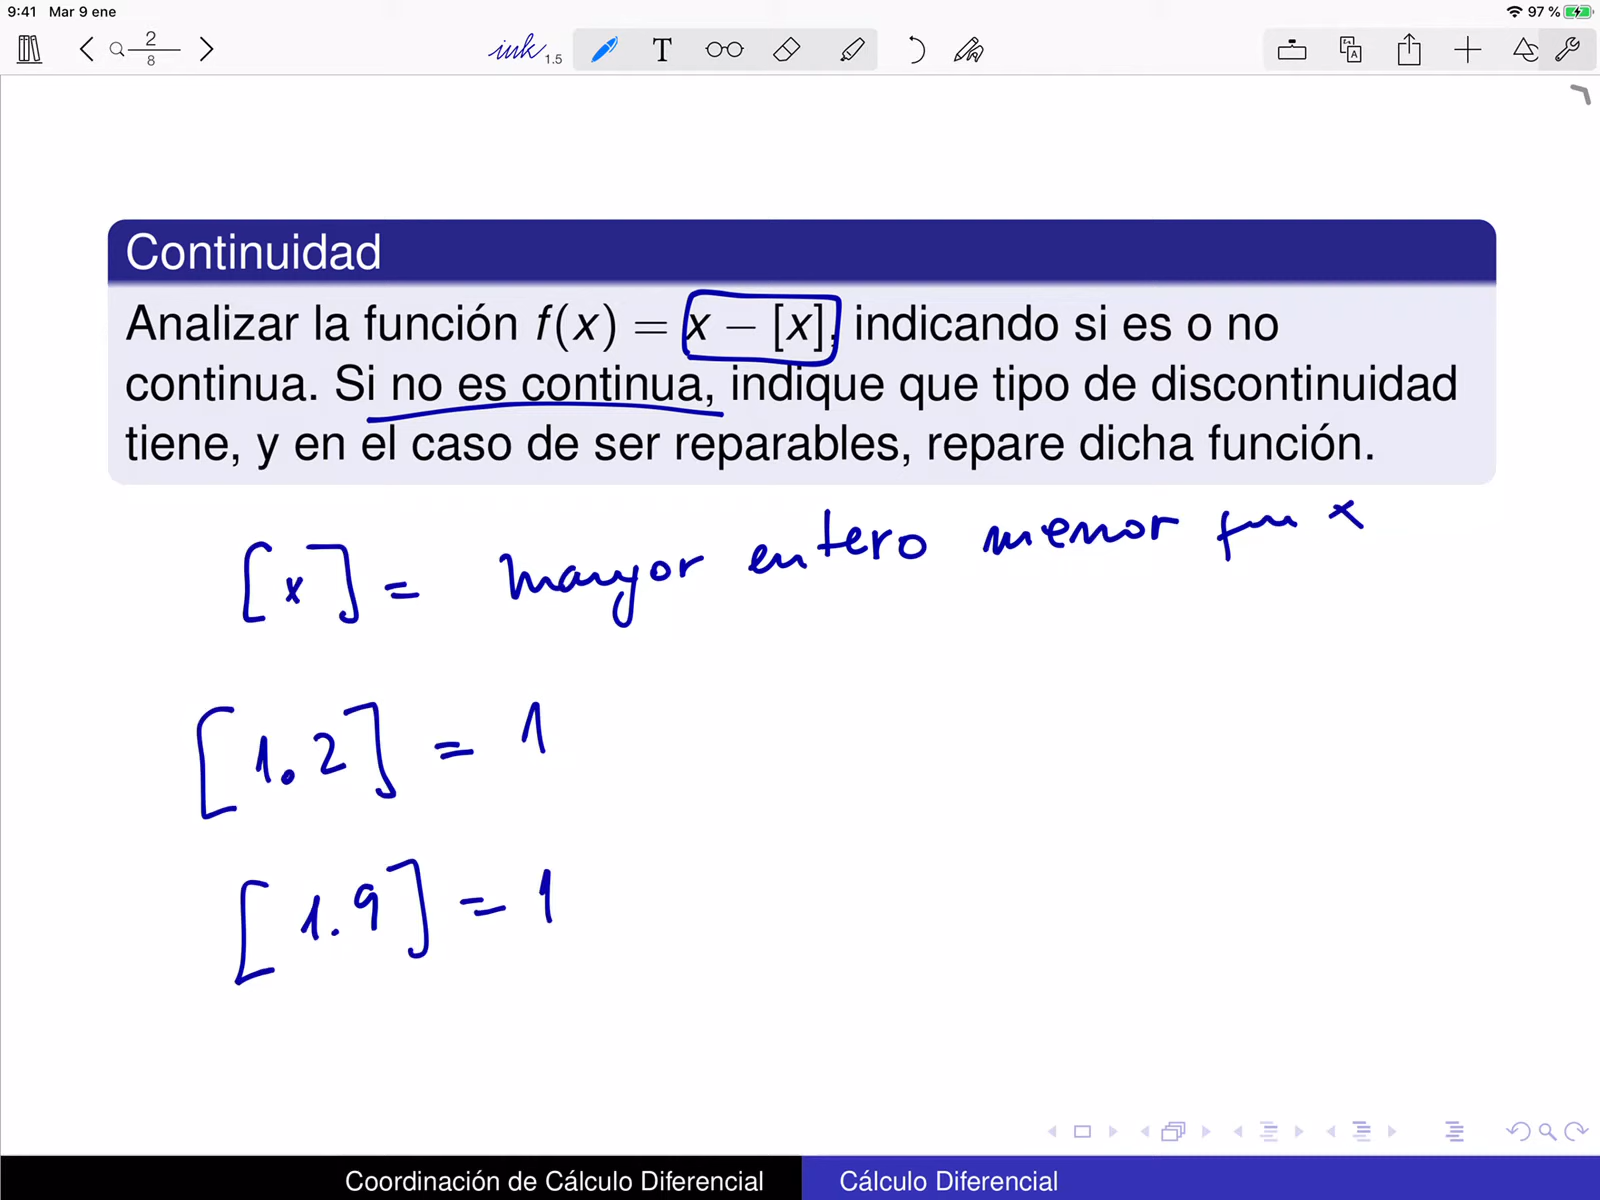 9:41 Mar 9 ene
97 %
2
8
ink 1.5
T
Continuidad
Analizar la función f(x) = x − [x], indicando si es o no
continua. Si no es continua, indique que tipo de discontinuidad
tiene, y en el caso de ser reparables, repare dicha función.
[x] = mayor entero menor que x
[1.2] = 1
[1.9] = 1
Coordinación de Cálculo Diferencial Cálculo Diferencial